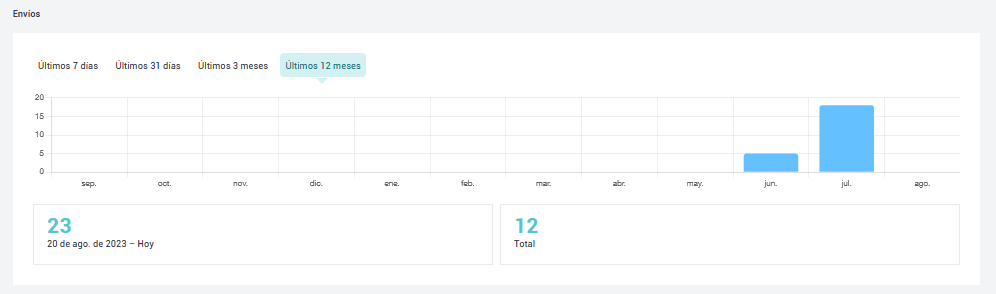 Envíos
Últimos 7 días Últimos 31 días Últimos 3 meses Últimos 12 meses
20
15
10
5
0
sep. oct. nov. dic. ene. feb. mar. abr. may. jun. jul. ago.
23
20 de ago. de 2023 – Hoy
12
Total